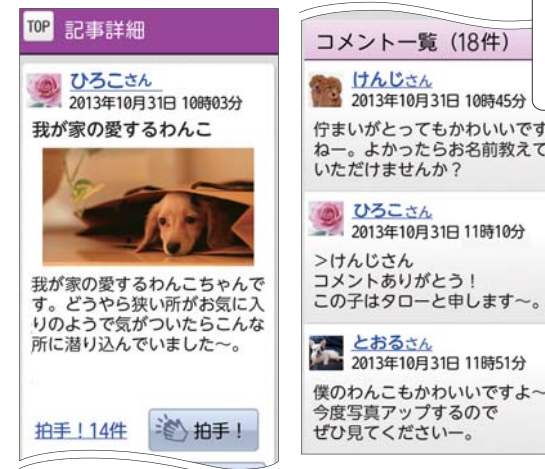 TOP 記事詳細
ひろこさん
2013年10月31日 10時03分
我が家の愛するわんこ
我が家の愛するわんこちゃんで
す。どうやら狭い所がお気に入
りのようで気がついたらこんな
所に潜り込んでいました～。
拍手！14件
拍手！
コメント一覧（18件）
けんじさん
2013年10月31日 10時45分
佇まいがとってもかわいいです
ねー。よかったらお名前教えて
いただけませんか？
ひろこさん
2013年10月31日 11時10分
>けんじさん
コメントありがとう！
この子はタローと申します～。
とおるさん
2013年10月31日 11時51分
僕のわんこもかわいいですよ～
今度写真アップするので
ぜひ見てくださいー。